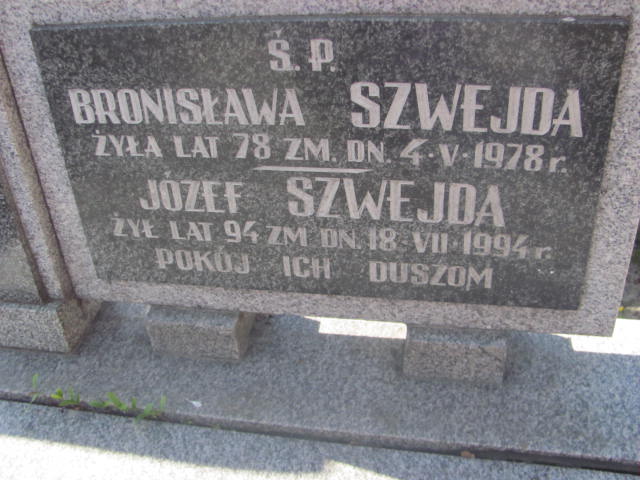 Ś. P.
BRONISŁAWA SZWEJDA
ŻYŁA LAT 78 ZM. DN. 4·V·1978 r.
JÓZEF SZWEJDA
ŻYŁ LAT 94 ZM DN. 18·VII·1994 r.
POKÓJ ICH DUSZOM